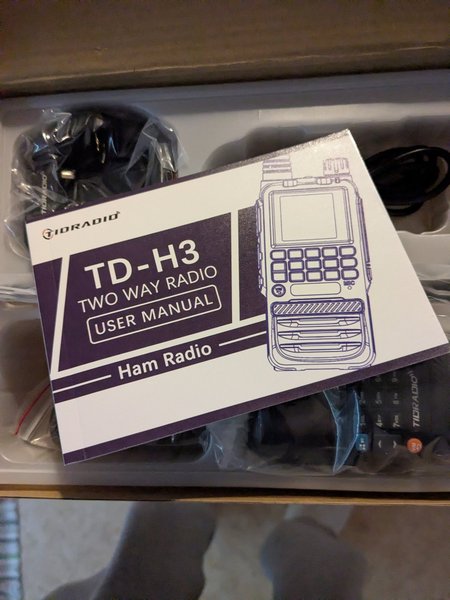 TIDRADIO
TD-H3
TWO WAY RADIO
USER MANUAL
Ham Radio
TIDRADIO